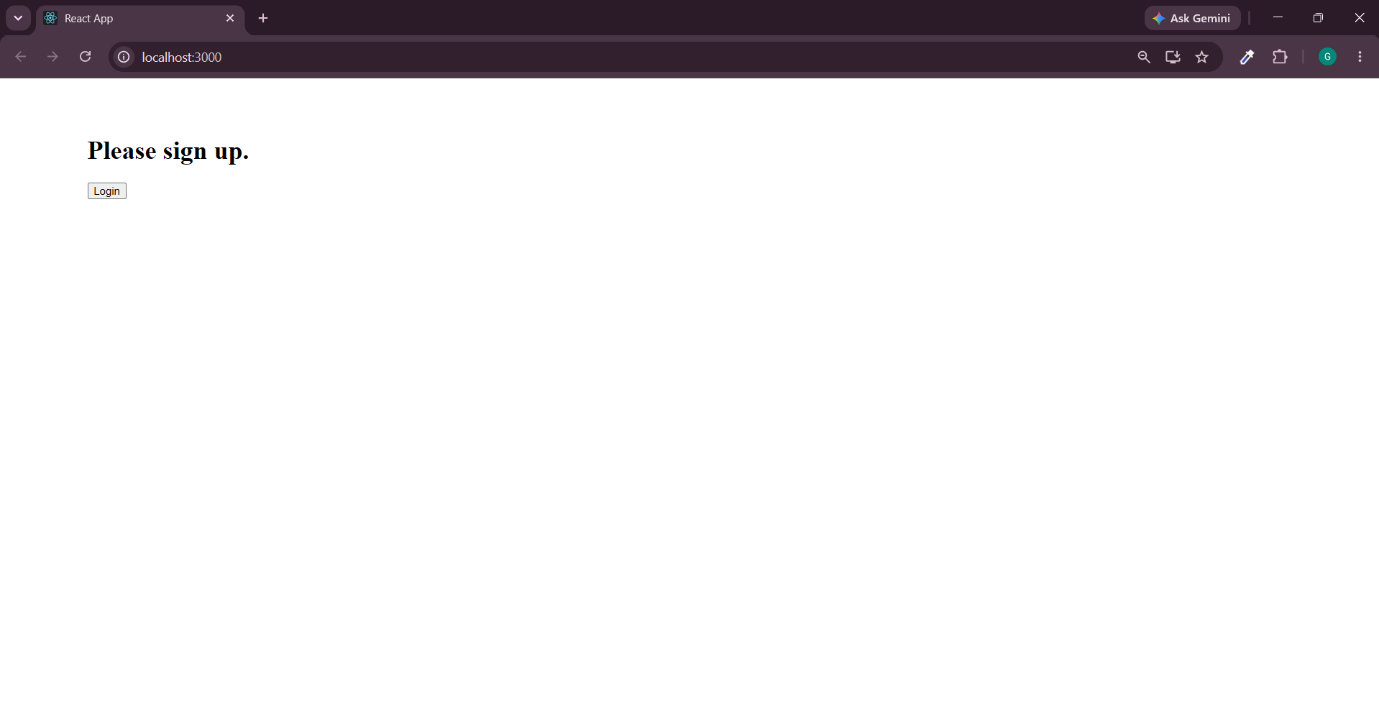 React App
Ask Gemini
localhost:3000
G
Please sign up.
Login